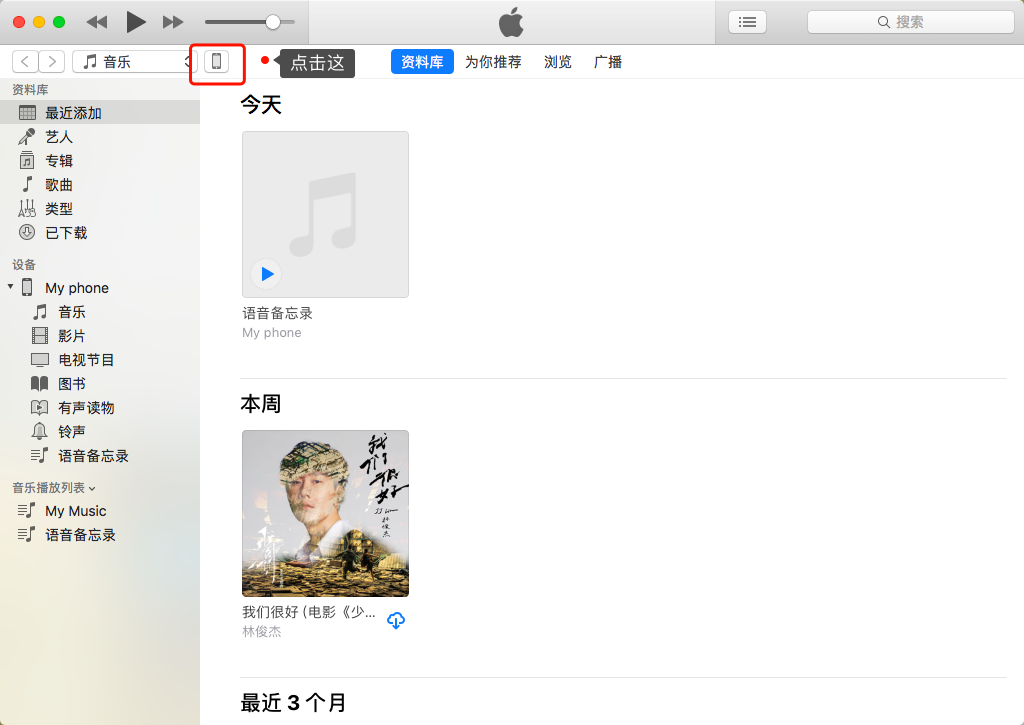 搜索
音乐
点击这
资料库
为你推荐
浏览
广播
资料库
最近添加
艺人
专辑
歌曲
类型
已下载
设备
My phone
音乐
影片
电视节目
图书
有声读物
铃声
语音备忘录
音乐播放列表
My Music
语音备忘录
今天
语音备忘录
My phone
本周
我们很好
JJ Lin
林俊杰
我们很好 (电影《少...
林俊杰
最近 3 个月